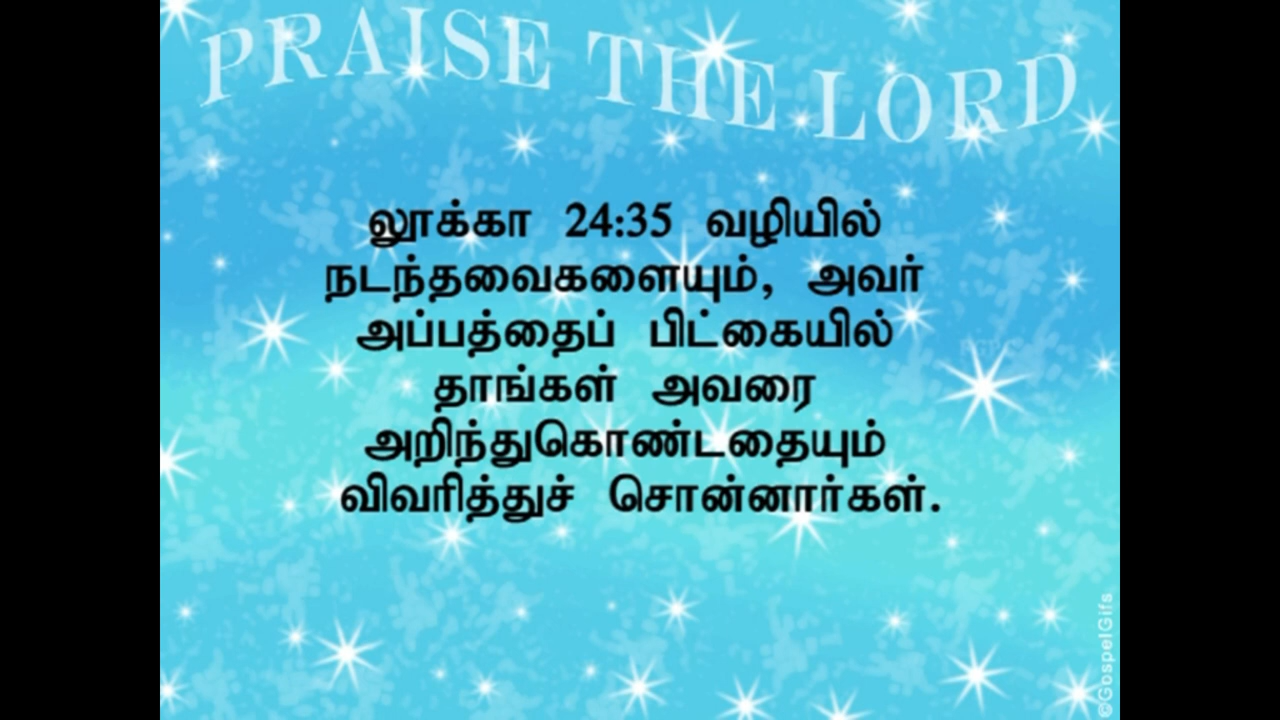 PRAISE THE LORD
லூக்கா 24:35 வழியில்
நடந்தவைகளையும், அவர்
அப்பத்தைப் பிட்கையில்
தாங்கள் அவரை
அறிந்துகொண்டதையும்
விவரித்துச் சொன்னார்கள்.
©GospelGifs